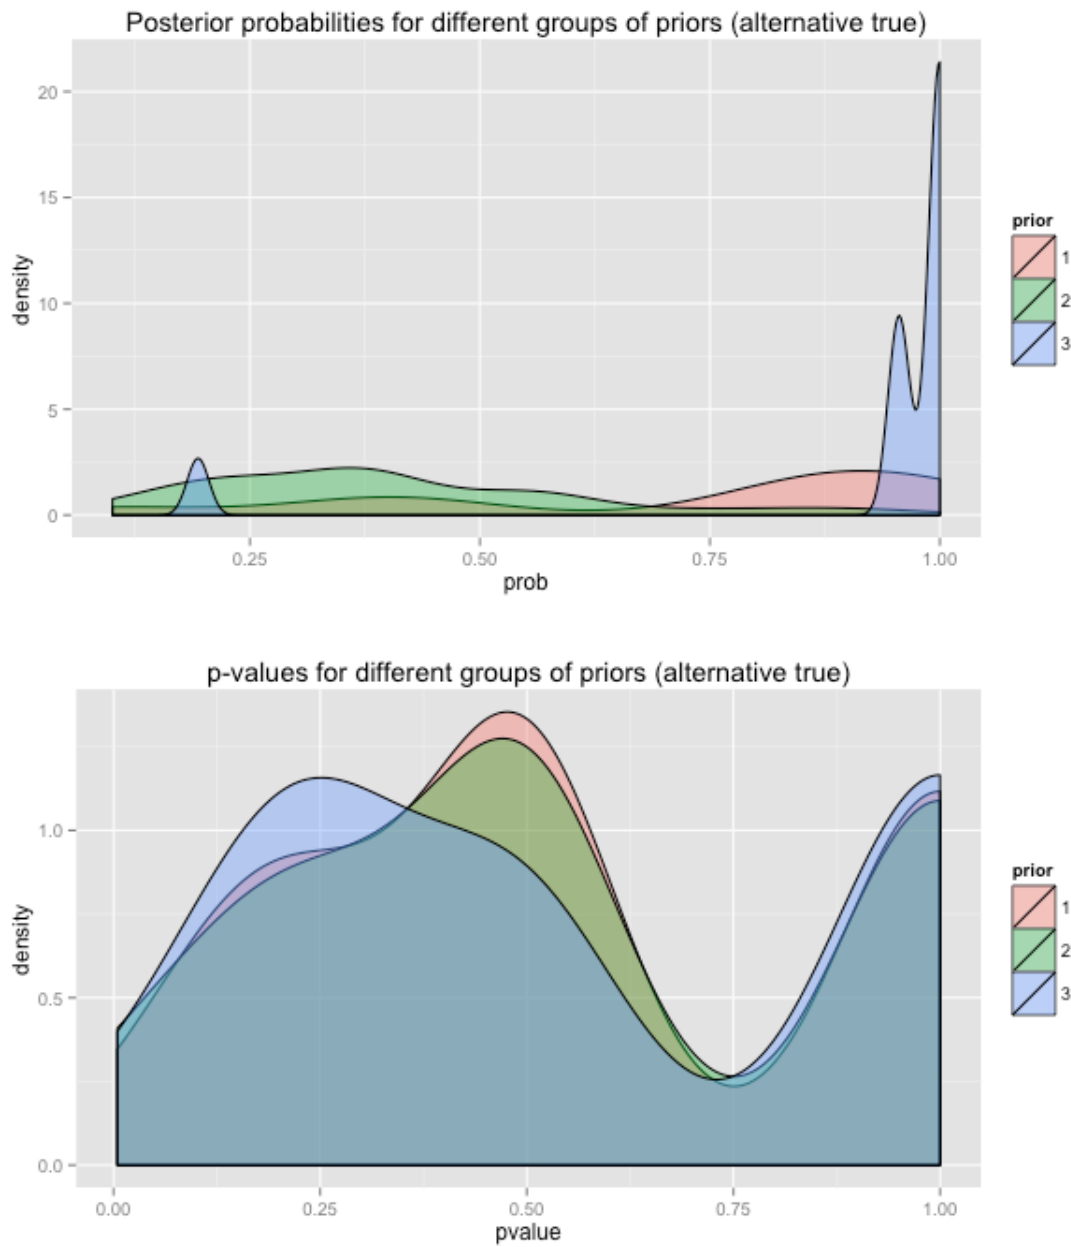 Posterior probabilities for different groups of priors (alternative true)
20
15
10
5
0
density
0.25 0.50 0.75 1.00
prob
prior
1
2
3
p-values for different groups of priors (alternative true)
1.0
0.5
0.0
density
0.00 0.25 0.50 0.75 1.00
pvalue
prior
1
2
3